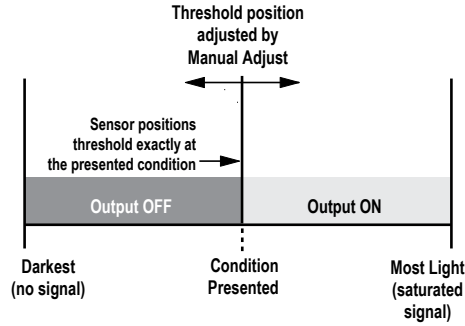 Threshold position
adjusted by
Manual Adjust
Sensor positions
threshold exactly at
the presented condition
Output OFF
Output ON
Darkest
(no signal)
Condition
Presented
Most Light
(saturated
signal)